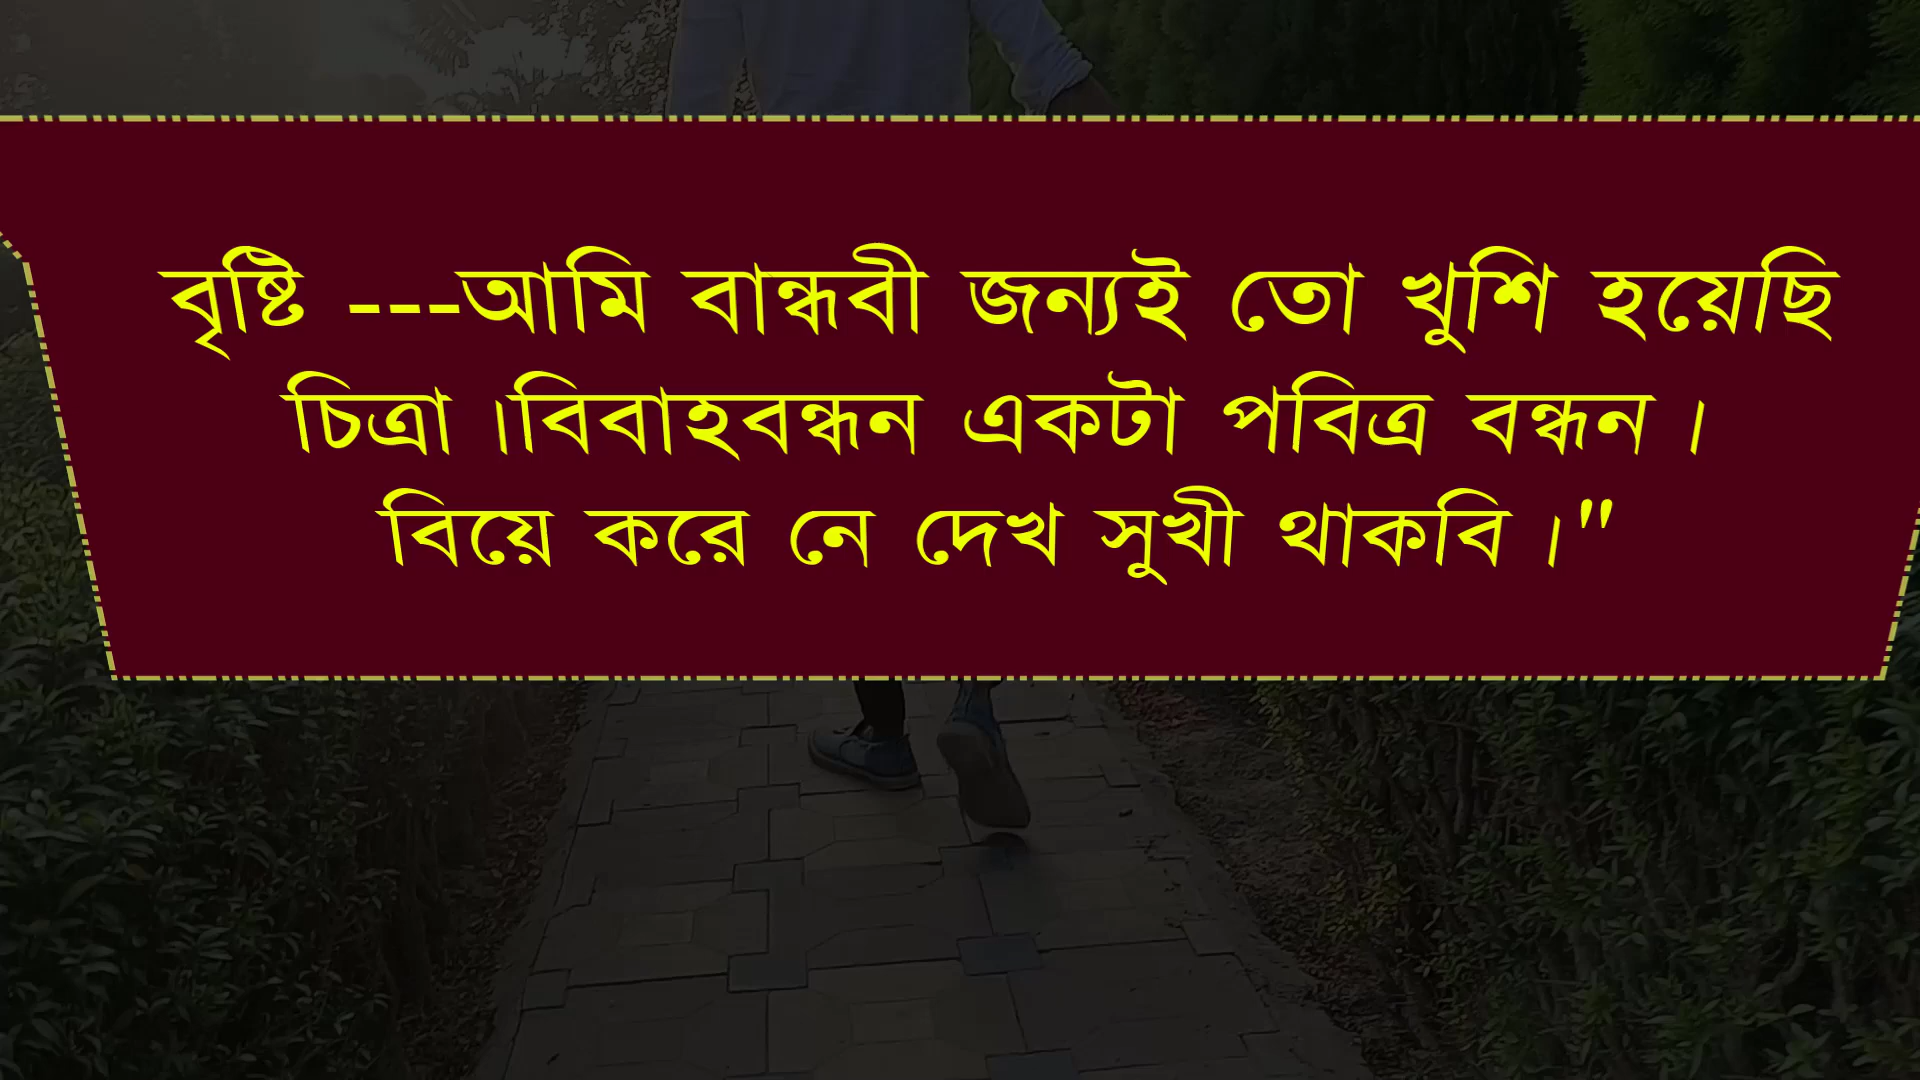 বৃষ্টি ---আমি বান্ধবী জন্যই তো খুশি হয়েছি
চিত্রা।বিবাহবন্ধন একটা পবিত্র বন্ধন।
বিয়ে করে নে দেখ সুখী থাকবি।"